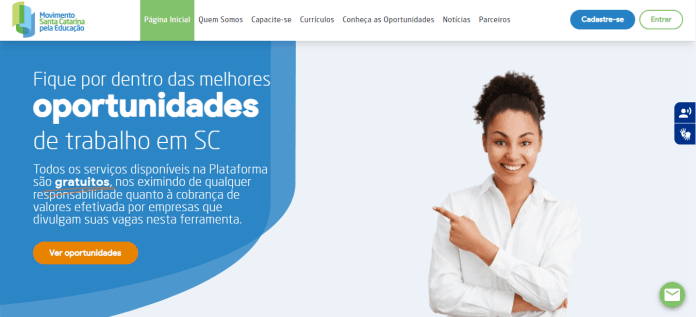 Movimento
Santa Catarina
pela Educação
Página Inicial Quem Somos Capacite-se Currículos Conheça as Oportunidades Notícias Parceiros
Cadastre-se Entrar
Fique por dentro das melhores
oportunidades
de trabalho em SC
Todos os serviços disponíveis na Plataforma
são gratuitos, nos eximindo de qualquer
responsabilidade quanto à cobrança de
valores efetivada por empresas que
divulgam suas vagas nesta ferramenta.
Ver oportunidades